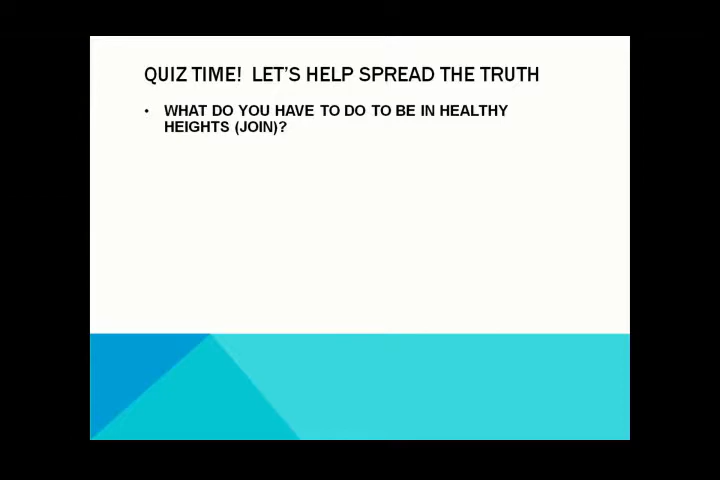 QUIZ TIME! LET'S HELP SPREAD THE TRUTH
• WHAT DO YOU HAVE TO DO TO BE IN HEALTHY
HEIGHTS (JOIN)?